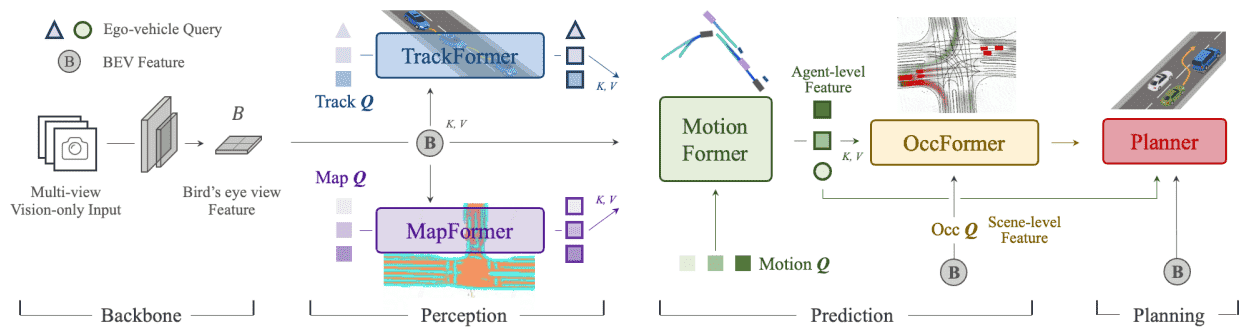 Ego-vehicle Query
B
BEV Feature
B
Multi-view
Vision-only Input
Bird's eye view
Feature
Backbone
TrackFormer
Track Q
K, V
K, V
B
Map Q
K, V
MapFormer
Perception
Motion
Former
Agent-level
Feature
K, V
OccFormer
Planner
Occ Q
Scene-level
Feature
Motion Q
B
B
Prediction
Planning